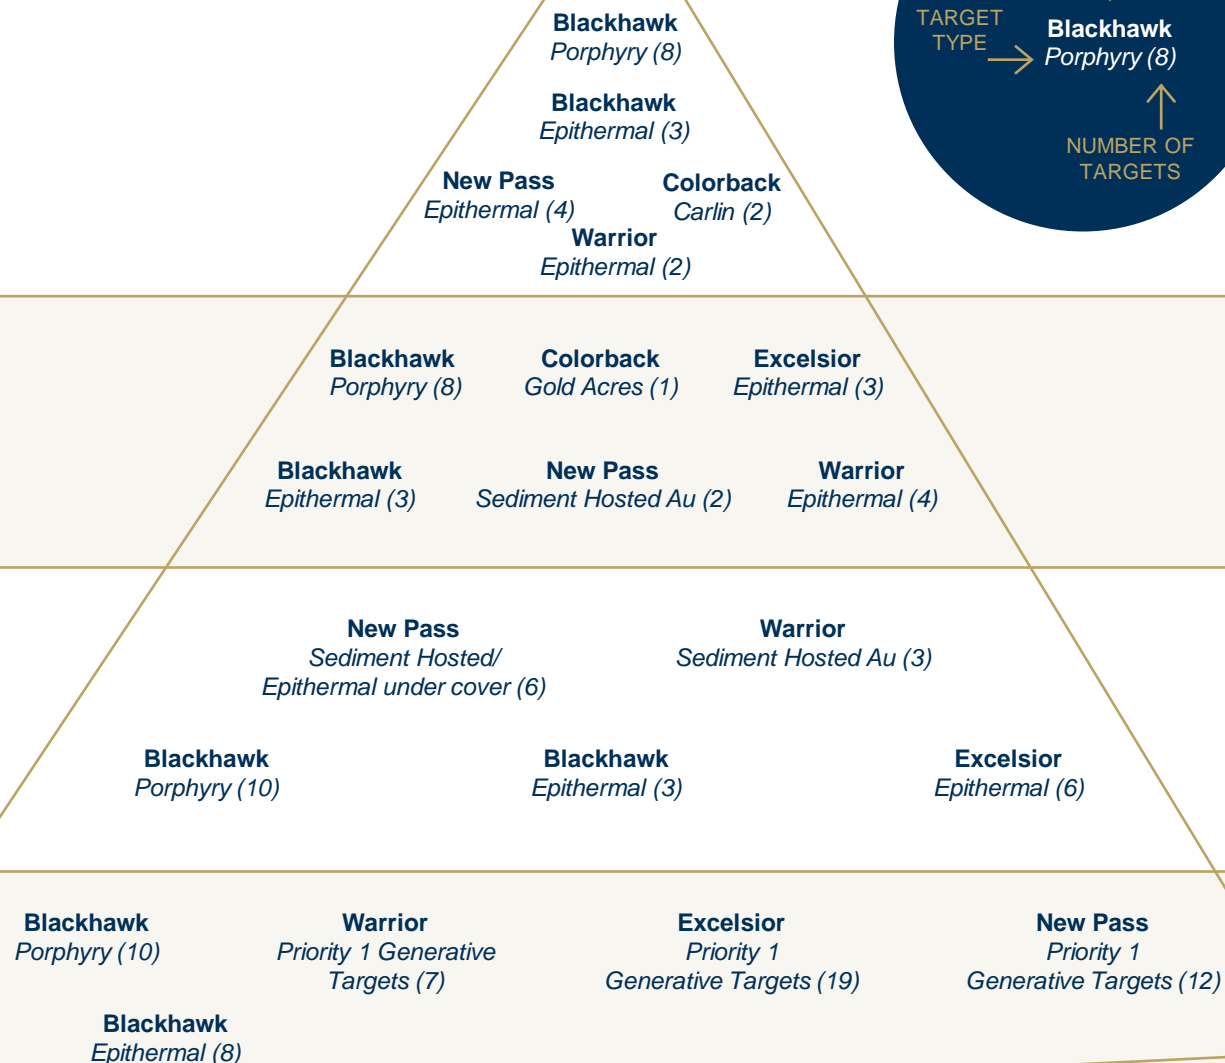 Blackhawk
Porphyry (8)
Blackhawk
Epithermal (3)
New Pass
Epithermal (4)
Colorback
Carlin (2)
Warrior
Epithermal (2)
TARGET
TYPE
Blackhawk
Porphyry (8)
NUMBER OF
TARGETS
Blackhawk
Porphyry (8)
Colorback
Gold Acres (1)
Excelsior
Epithermal (3)
Blackhawk
Epithermal (3)
New Pass
Sediment Hosted Au (2)
Warrior
Epithermal (4)
New Pass
Sediment Hosted/
Epithermal under cover (6)
Warrior
Sediment Hosted Au (3)
Blackhawk
Porphyry (10)
Blackhawk
Epithermal (3)
Excelsior
Epithermal (6)
Blackhawk
Porphyry (10)
Warrior
Priority 1 Generative
Targets (7)
Excelsior
Priority 1
Generative Targets (19)
New Pass
Priority 1
Generative Targets (12)
Blackhawk
Epithermal (8)